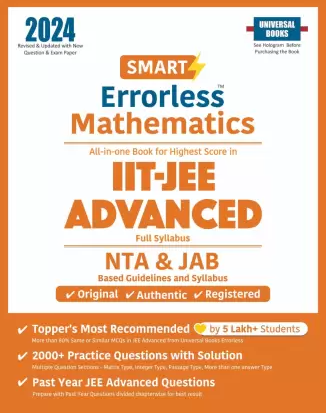 2024
Revised & Updated with New
Question & Exam Paper
UNIVERSAL
BOOKS
See Hologram Before
Purchasing the Book
SMART
Errorless™
Mathematics
All-in-one Book for Highest Score in
IIT-JEE
ADVANCED
Full Syllabus
NTA & JAB
Based Guidelines and Syllabus
✓ Original ✓ Authentic ✓ Registered
✓ Topper's Most Recommended by 5 Lakh+ Students
More than 80% Same or Similar MCQs in JEE Advanced from Universal Books Errorless
✓ 2000+ Practice Questions with Solution
Multiple Question Sections - Matrix Type, Integer Type, Passage Type, More than one answer Type
✓ Past Year JEE Advanced Questions
Prepare with Past Year Questions divided chapterwise for best result